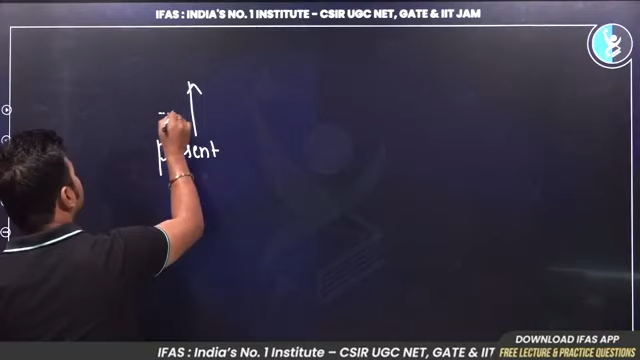 IFAS : INDIA'S NO. 1 INSTITUTE – CSIR UGC NET, GATE & IIT JAM
DOWNLOAD IFAS APP
IFAS : India's No. 1 Institute – CSIR UGC NET, GATE & IIT
FREE LECTURE & PRACTICE QUESTIONS